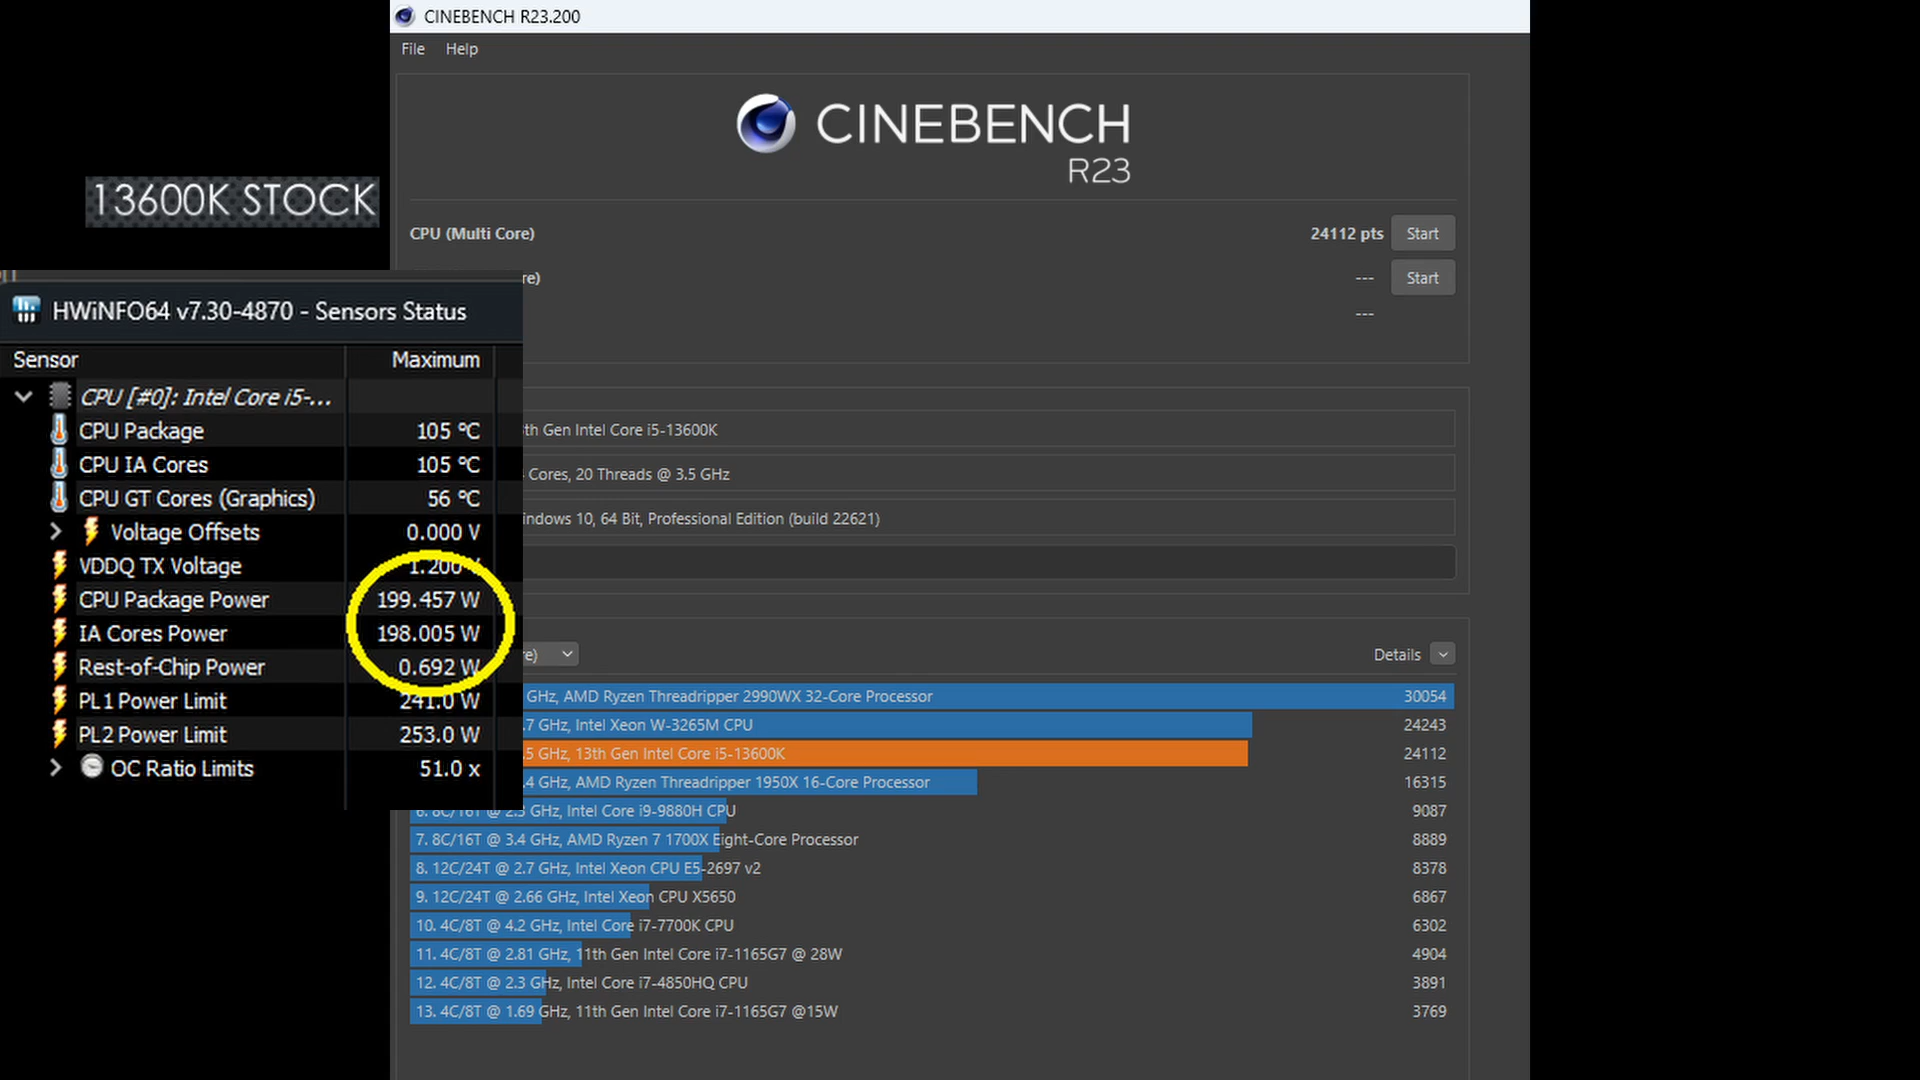 CINEBENCH R23.200
File Help
CINEBENCH
R23
13600K STOCK
CPU (Multi Core) 24112 pts Start
re) --- Start
---
HWiNFO64 v7.30-4870 - Sensors Status
Sensor Maximum
CPU [#0]: Intel Core i5-...
CPU Package 105 °C
CPU IA Cores 105 °C
CPU GT Cores (Graphics) 56 °C
Voltage Offsets 0.000 V
VDDQ TX Voltage 1.200 V
CPU Package Power 199.457 W
IA Cores Power 198.005 W
Rest-of-Chip Power 0.692 W
PL1 Power Limit 241.0 W
PL2 Power Limit 253.0 W
OC Ratio Limits 51.0 x
th Gen Intel Core i5-13600K
Cores, 20 Threads @ 3.5 GHz
indows 10, 64 Bit, Professional Edition (build 22621)
re) Details
GHz, AMD Ryzen Threadripper 2990WX 32-Core Processor 30054
.7 GHz, Intel Xeon W-3265M CPU 24243
.5 GHz, 13th Gen Intel Core i5-13600K 24112
.4 GHz, AMD Ryzen Threadripper 1950X 16-Core Processor 16315
6. 8C/16T @ 2.3 GHz, Intel Core i9-9880H CPU 9087
7. 8C/16T @ 3.4 GHz, AMD Ryzen 7 1700X Eight-Core Processor 8889
8. 12C/24T @ 2.7 GHz, Intel Xeon CPU E5-2697 v2 8378
9. 12C/24T @ 2.66 GHz, Intel Xeon CPU X5650 6867
10. 4C/8T @ 4.2 GHz, Intel Core i7-7700K CPU 6302
11. 4C/8T @ 2.81 GHz, 11th Gen Intel Core i7-1165G7 @ 28W 4904
12. 4C/8T @ 2.3 GHz, Intel Core i7-4850HQ CPU 3891
13. 4C/8T @ 1.69 GHz, 11th Gen Intel Core i7-1165G7 @15W 3769